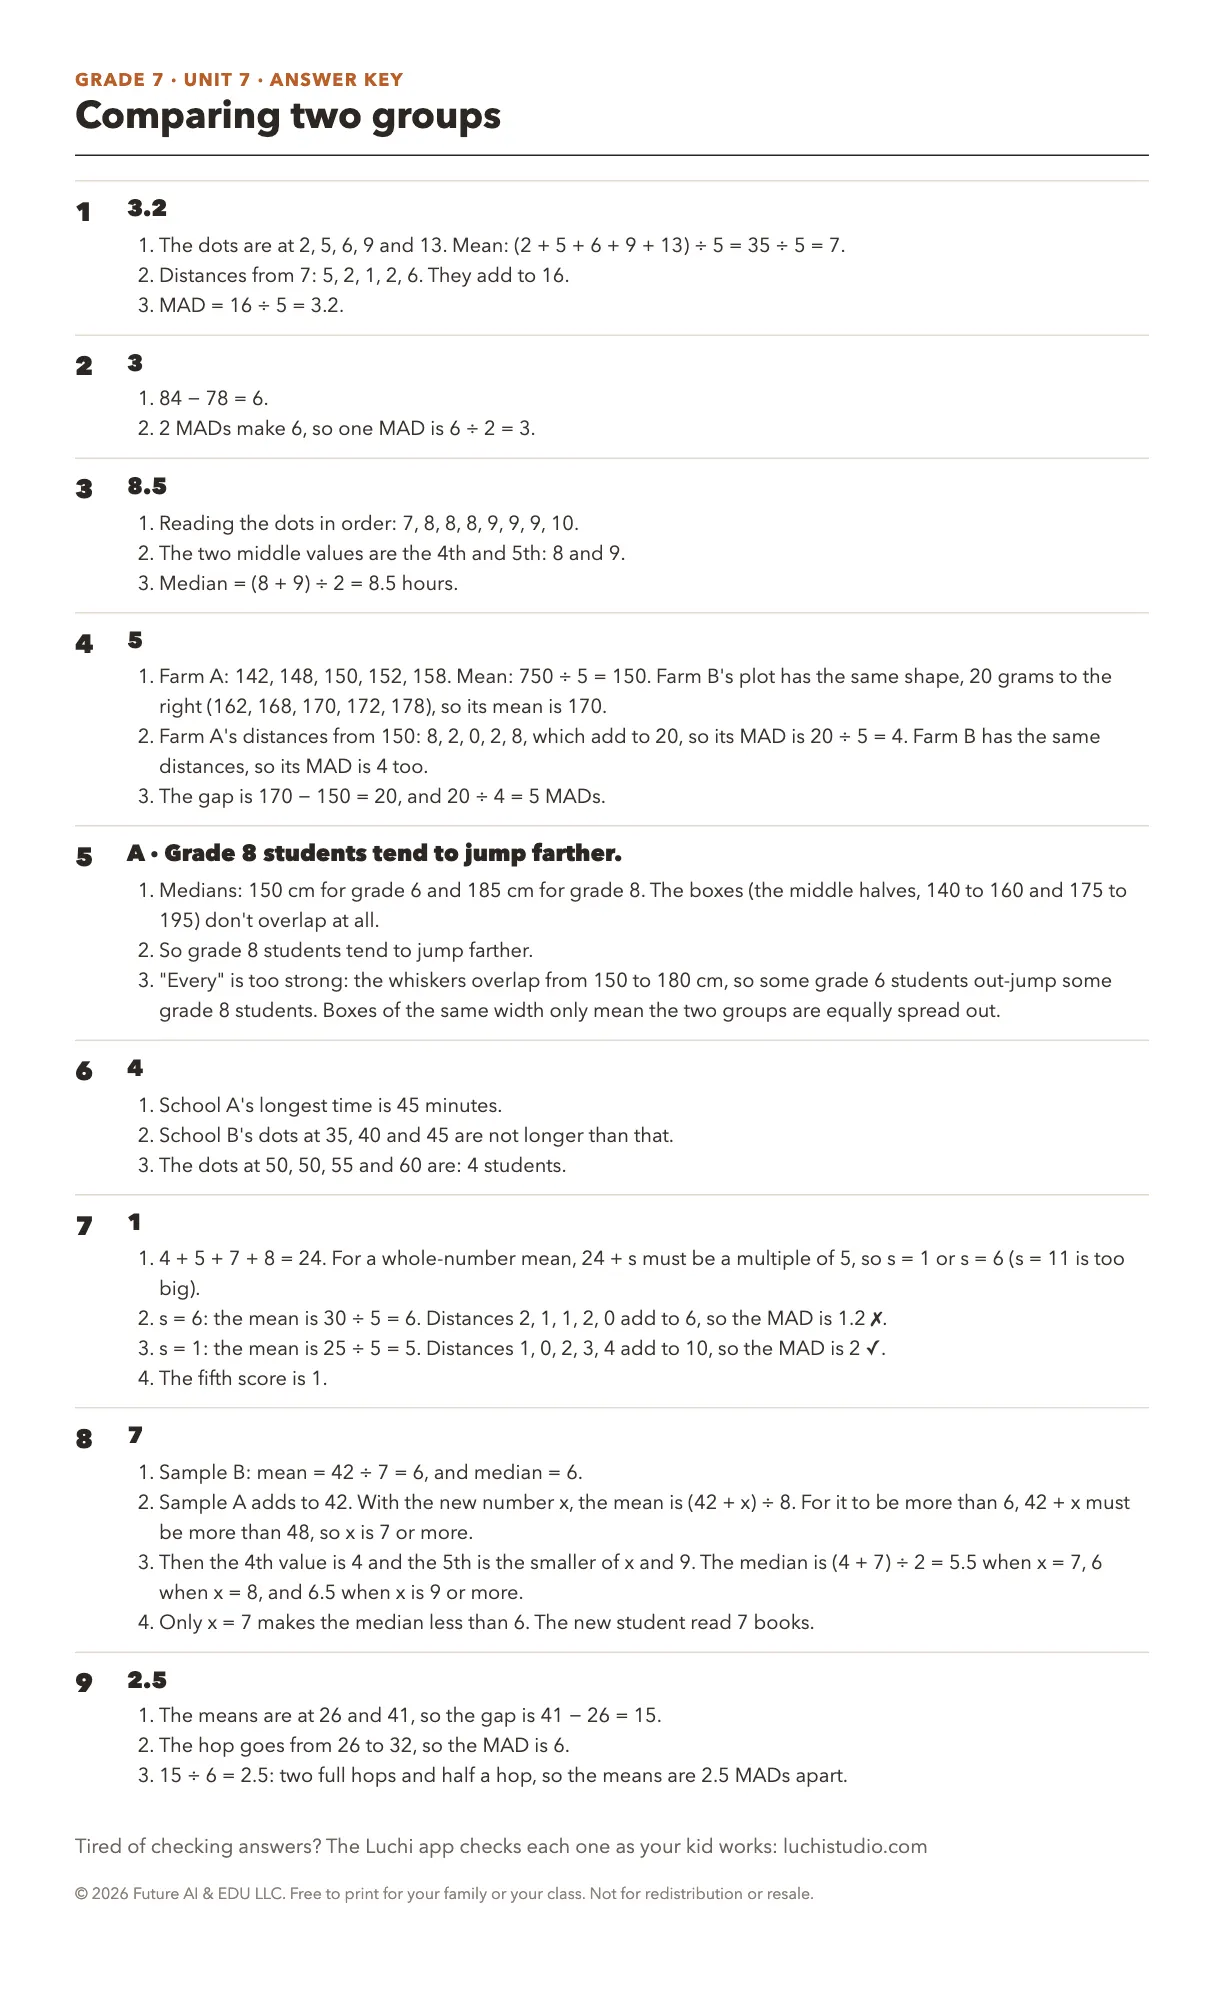 GRADE 7 · UNIT 7 · ANSWER KEY
Comparing two groups
1 3.2
1. The dots are at 2, 5, 6, 9 and 13. Mean: (2 + 5 + 6 + 9 + 13) ÷ 5 = 35 ÷ 5 = 7.
2. Distances from 7: 5, 2, 1, 2, 6. They add to 16.
3. MAD = 16 ÷ 5 = 3.2.
2 3
1. 84 − 78 = 6.
2. 2 MADs make 6, so one MAD is 6 ÷ 2 = 3.
3 8.5
1. Reading the dots in order: 7, 8, 8, 8, 9, 9, 9, 10.
2. The two middle values are the 4th and 5th: 8 and 9.
3. Median = (8 + 9) ÷ 2 = 8.5 hours.
4 5
1. Farm A: 142, 148, 150, 152, 158. Mean: 750 ÷ 5 = 150. Farm B's plot has the same shape, 20 grams to the
right (162, 168, 170, 172, 178), so its mean is 170.
2. Farm A's distances from 150: 8, 2, 0, 2, 8, which add to 20, so its MAD is 20 ÷ 5 = 4. Farm B has the same
distances, so its MAD is 4 too.
3. The gap is 170 − 150 = 20, and 20 ÷ 4 = 5 MADs.
5 A · Grade 8 students tend to jump farther.
1. Medians: 150 cm for grade 6 and 185 cm for grade 8. The boxes (the middle halves, 140 to 160 and 175 to
195) don't overlap at all.
2. So grade 8 students tend to jump farther.
3. "Every" is too strong: the whiskers overlap from 150 to 180 cm, so some grade 6 students out-jump some
grade 8 students. Boxes of the same width only mean the two groups are equally spread out.
6 4
1. School A's longest time is 45 minutes.
2. School B's dots at 35, 40 and 45 are not longer than that.
3. The dots at 50, 50, 55 and 60 are: 4 students.
7 1
1. 4 + 5 + 7 + 8 = 24. For a whole-number mean, 24 + s must be a multiple of 5, so s = 1 or s = 6 (s = 11 is too
big).
2. s = 6: the mean is 30 ÷ 5 = 6. Distances 2, 1, 1, 2, 0 add to 6, so the MAD is 1.2 ✗.
3. s = 1: the mean is 25 ÷ 5 = 5. Distances 1, 0, 2, 3, 4 add to 10, so the MAD is 2 ✓.
4. The fifth score is 1.
8 7
1. Sample B: mean = 42 ÷ 7 = 6, and median = 6.
2. Sample A adds to 42. With the new number x, the mean is (42 + x) ÷ 8. For it to be more than 6, 42 + x must
be more than 48, so x is 7 or more.
3. Then the 4th value is 4 and the 5th is the smaller of x and 9. The median is (4 + 7) ÷ 2 = 5.5 when x = 7, 6
when x = 8, and 6.5 when x is 9 or more.
4. Only x = 7 makes the median less than 6. The new student read 7 books.
9 2.5
1. The means are at 26 and 41, so the gap is 41 − 26 = 15.
2. The hop goes from 26 to 32, so the MAD is 6.
3. 15 ÷ 6 = 2.5: two full hops and half a hop, so the means are 2.5 MADs apart.
Tired of checking answers? The Luchi app checks each one as your kid works: luchistudio.com
© 2026 Future AI & EDU LLC. Free to print for your family or your class. Not for redistribution or resale.